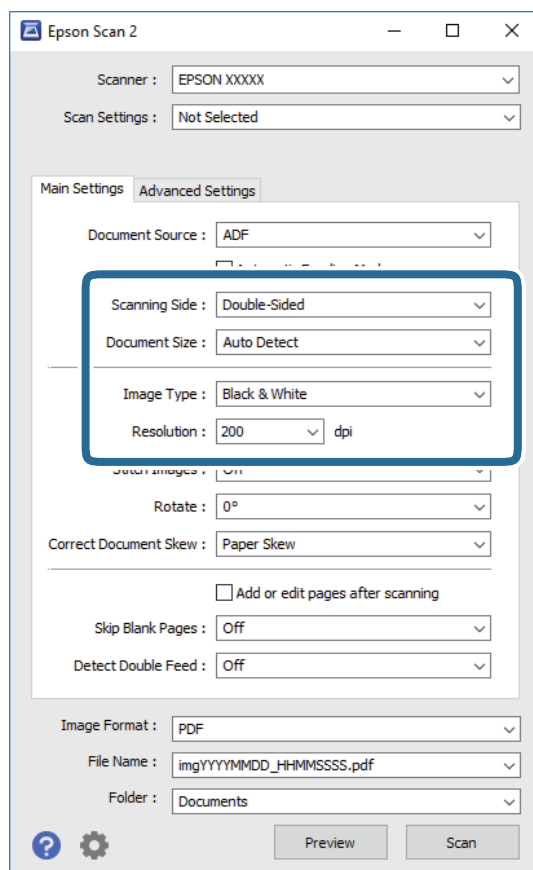 Epson Scan 2
Scanner : EPSON XXXXX
Scan Settings : Not Selected
Main Settings Advanced Settings
Document Source : ADF
Scanning Side : Double-Sided
Document Size : Auto Detect
Image Type : Black & White
Resolution : 200 dpi
Stitch Images : Off
Rotate : 0°
Correct Document Skew : Paper Skew
Add or edit pages after scanning
Skip Blank Pages : Off
Detect Double Feed : Off
Image Format : PDF
File Name : imgYYYYMMDD_HHMMSSSS.pdf
Folder : Documents
? Preview Scan